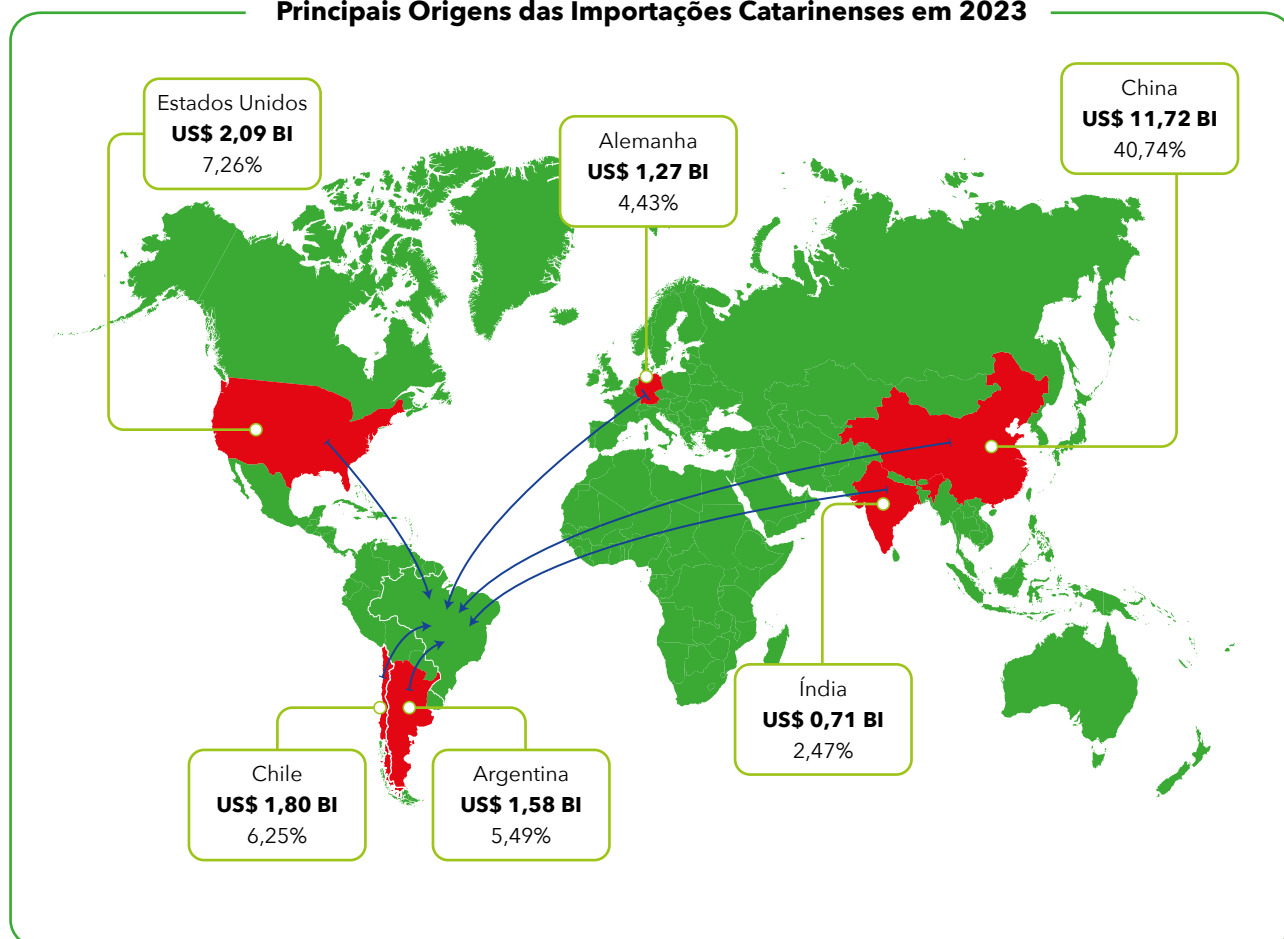 Principais Origens das Importações Catarinenses em 2023
Estados Unidos
US$ 2,09 BI
7,26%
Alemanha
US$ 1,27 BI
4,43%
China
US$ 11,72 BI
40,74%
Chile
US$ 1,80 BI
6,25%
Argentina
US$ 1,58 BI
5,49%
Índia
US$ 0,71 BI
2,47%